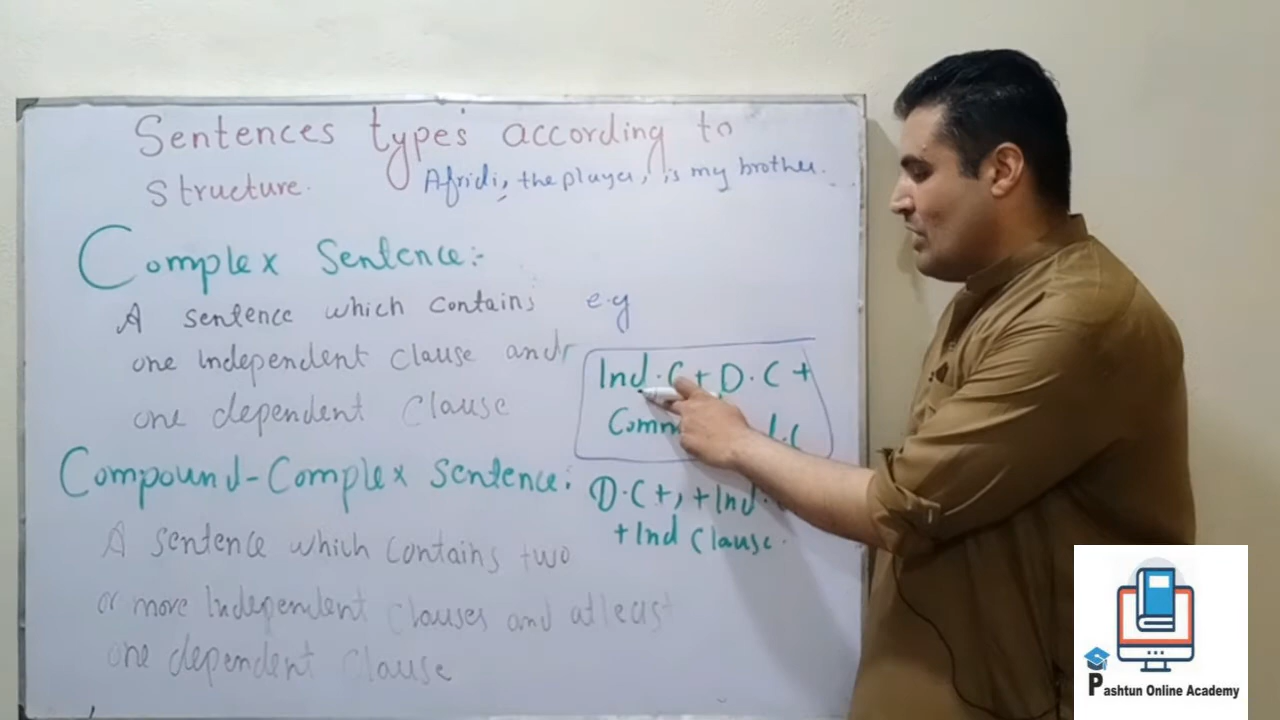 Sentences types according to
structure.
Afridi, the player, is my brother.
Complex Sentence:-
A sentence which contains e.g
one Independent Clause and
one dependent Clause
Ind.C + D.C +
Comm
Compound-Complex Sentence:
D.C +, + Ind.
+ Ind Clause.
A sentence which contains two
or more Independent Clauses and atleast
one dependent Clause
Pashtun Online Academy